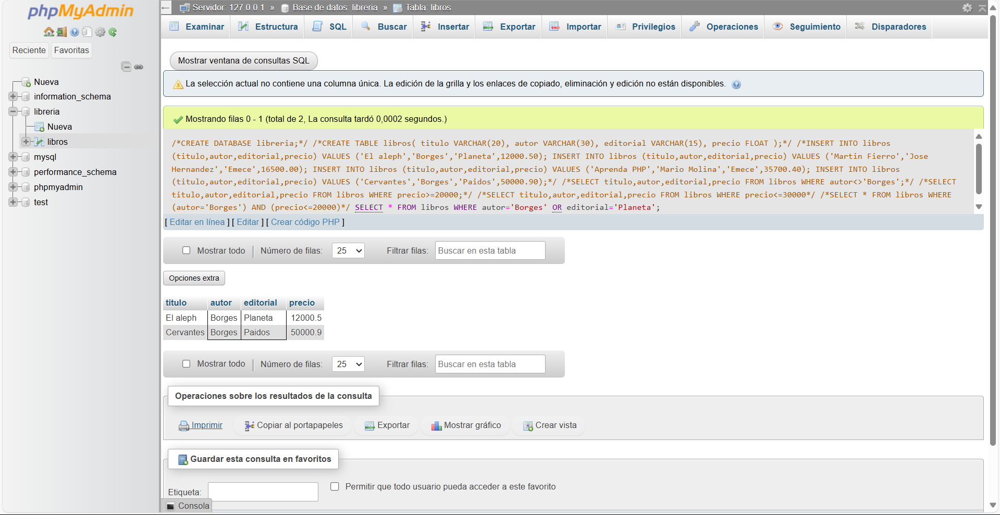 phpMyAdmin
Reciente Favoritas
Nueva
information_schema
libreria
Nueva
libros
mysql
performance_schema
phpmyadmin
test
Servidor: 127.0.0.1 » Base de datos: libreria » Tabla: libros
Examinar Estructura SQL Buscar Insertar Exportar Importar Privilegios Operaciones Seguimiento Disparadores
Mostrar ventana de consultas SQL
La selección actual no contiene una columna única. La edición de la grilla y los enlaces de copiado, eliminación y edición no están disponibles.
Mostrando filas 0 - 1 (total de 2, La consulta tardó 0,0002 segundos.)
/*CREATE DATABASE libreria;*/ /*CREATE TABLE libros( titulo VARCHAR(20), autor VARCHAR(30), editorial VARCHAR(15), precio FLOAT );*/ /*INSERT INTO libros
(titulo,autor,editorial,precio) VALUES ('El aleph','Borges','Planeta',12000.50); INSERT INTO libros (titulo,autor,editorial,precio) VALUES ('Martin Fierro','Jose
Hernandez','Emece',16500.00); INSERT INTO libros (titulo,autor,editorial,precio) VALUES ('Aprenda PHP','Mario Molina','Emece',35700.40); INSERT INTO libros
(titulo,autor,editorial,precio) VALUES ('Cervantes','Borges','Paidos',50000.90);*/ /*SELECT titulo,autor,editorial,precio FROM libros WHERE autor<>'Borges';*/ /*SELECT
titulo,autor,editorial,precio FROM libros WHERE precio>=20000;*/ /*SELECT titulo,autor,editorial,precio FROM libros WHERE precio<=30000*/ /*SELECT * FROM libros WHERE
(autor='Borges') AND (precio<=20000)*/ SELECT * FROM libros WHERE autor='Borges' OR editorial='Planeta';
[ Editar en línea ] [ Editar ] [ Crear código PHP ]
Mostrar todo | Número de filas: 25 Filtrar filas: Buscar en esta tabla
Opciones extra
titulo autor editorial precio
El aleph Borges Planeta 12000.5
Cervantes Borges Paidos 50000.9
Mostrar todo | Número de filas: 25 Filtrar filas: Buscar en esta tabla
Operaciones sobre los resultados de la consulta
Imprimir Copiar al portapapeles Exportar Mostrar gráfico Crear vista
Guardar esta consulta en favoritos
Etiqueta: Permitir que todo usuario pueda acceder a este favorito
Consola